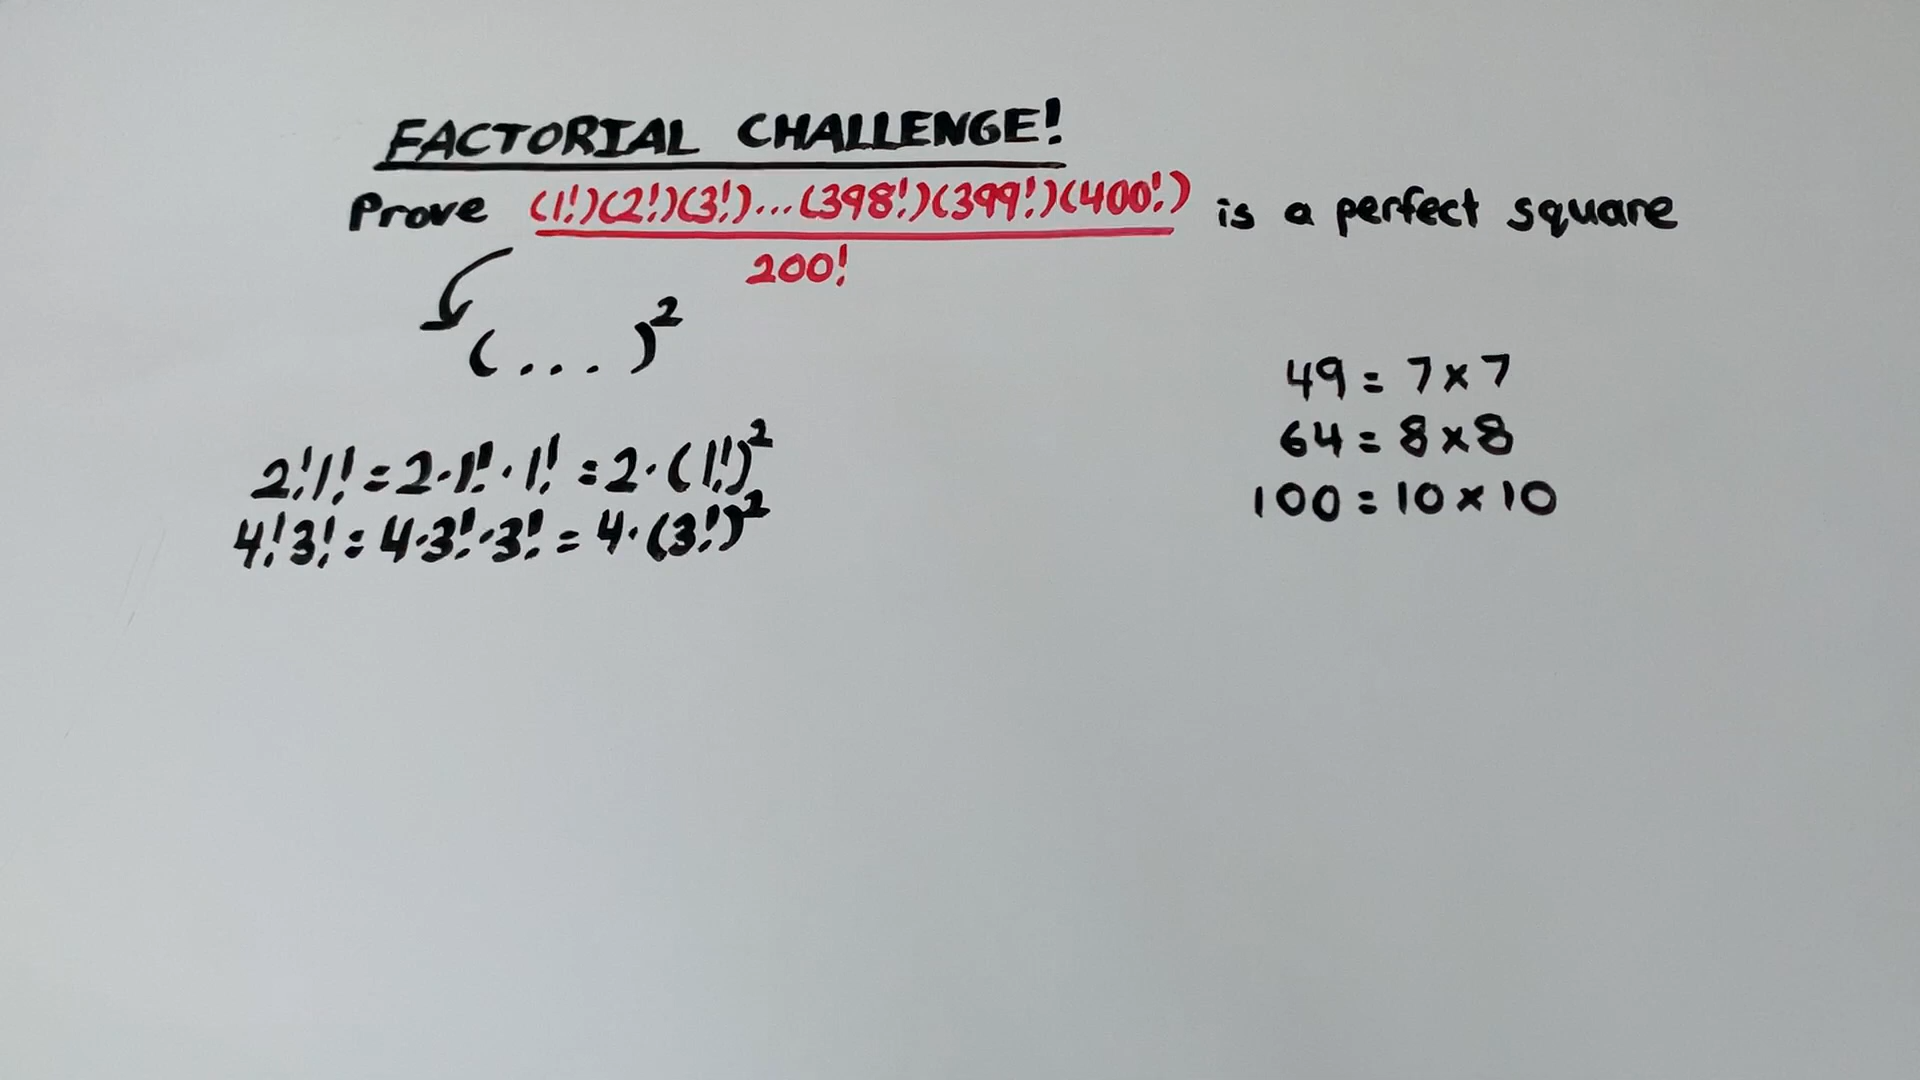 FACTORIAL CHALLENGE!
Prove (1!)(2!)(3!)...(398!)(399!)(400!) is a perfect square
200!
(...)²
2!1! = 2·1!·1! = 2·(1!)²
4!3! = 4·3!·3! = 4·(3!)²
49 = 7×7
64 = 8×8
100 = 10×10